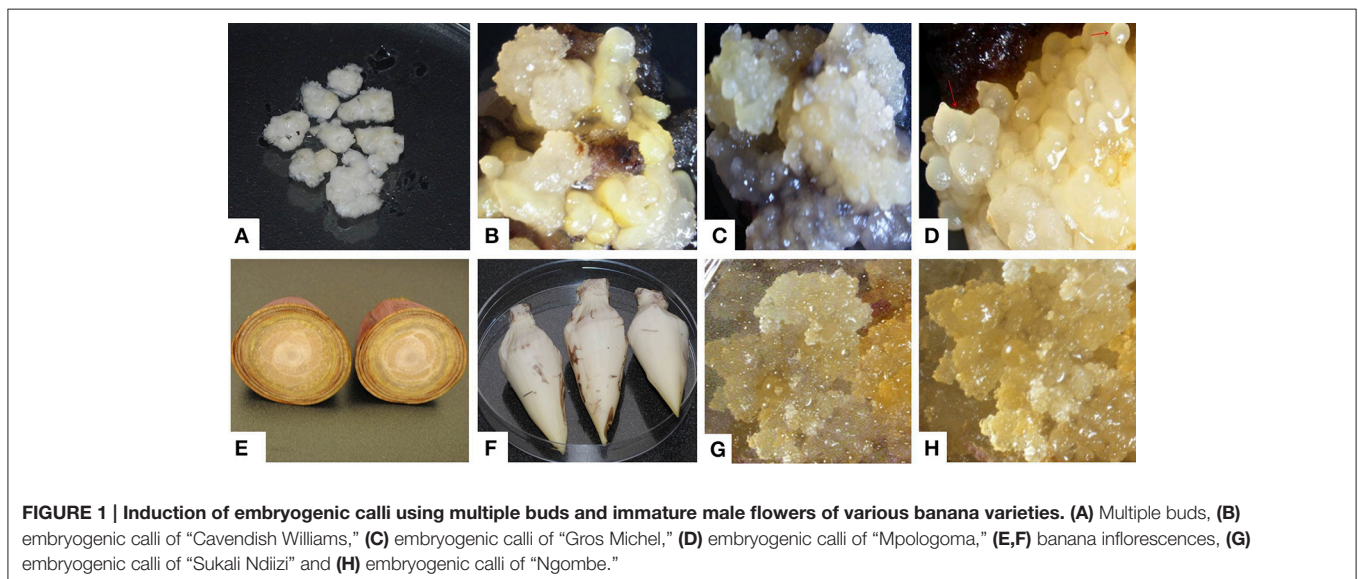 A
B
C
D
E
F
G
H
FIGURE 1 | Induction of embryogenic calli using multiple buds and immature male flowers of various banana varieties. (A) Multiple buds, (B)
embryogenic calli of “Cavendish Williams,” (C) embryogenic calli of “Gros Michel,” (D) embryogenic calli of “Mpologoma,” (E,F) banana inflorescences, (G)
embryogenic calli of “Sukali Ndiizi” and (H) embryogenic calli of “Ngombe.”